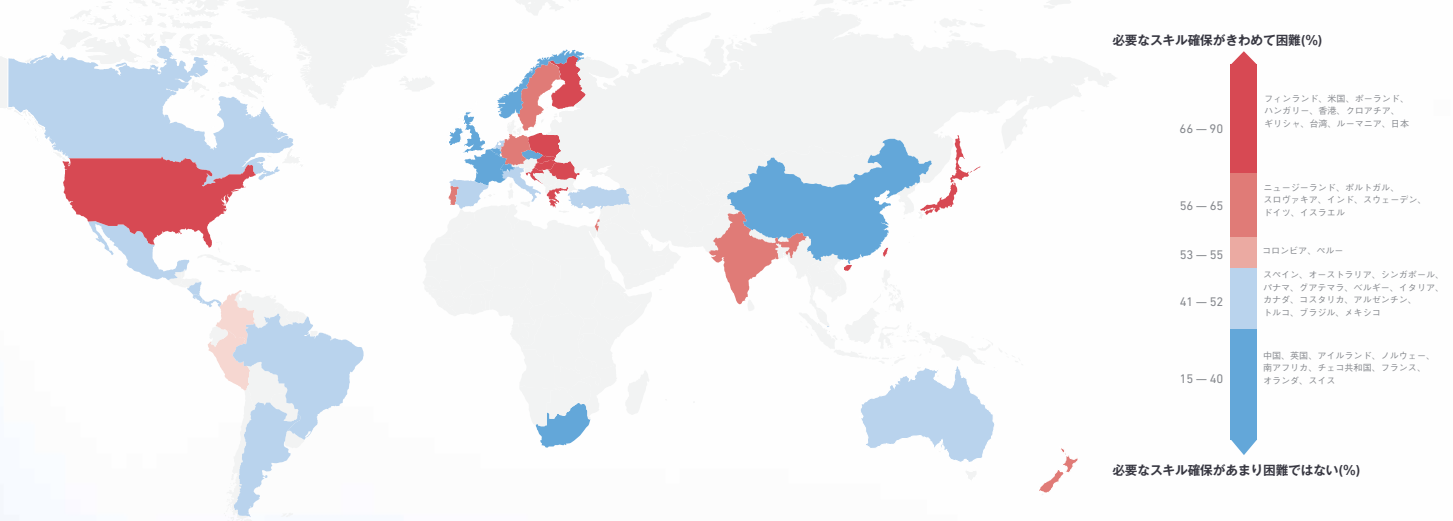 必要なスキル確保がきわめて困難(%)
66 — 90
フィンランド、米国、ポーランド、
ハンガリー、香港、クロアチア、
ギリシャ、台湾、ルーマニア、日本
56 — 65
ニュージーランド、ポルトガル、
スロヴァキア、インド、スウェーデン、
ドイツ、イスラエル
53 — 55
コロンビア、ペルー
41 — 52
スペイン、オーストラリア、シンガポール、
パナマ、グアテマラ、ベルギー、イタリア、
カナダ、コスタリカ、アルゼンチン、
トルコ、ブラジル、メキシコ
15 — 40
中国、英国、アイルランド、ノルウェー、
南アフリカ、チェコ共和国、フランス、
オランダ、スイス
必要なスキル確保があまり困難ではない(%)